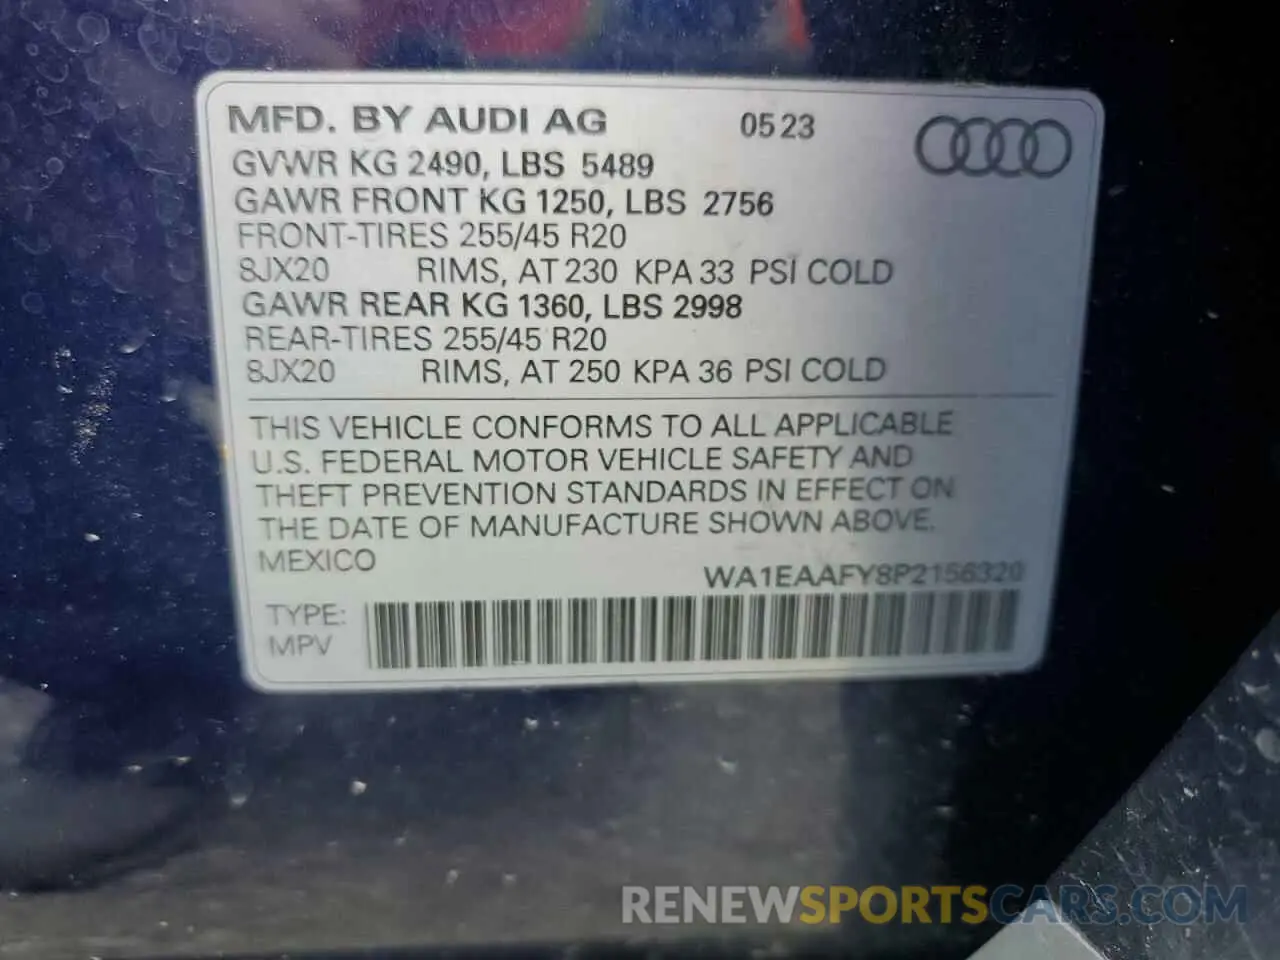 MFD. BY AUDI AG 0523
GVWR KG 2490, LBS 5489
GAWR FRONT KG 1250, LBS 2756
FRONT-TIRES 255/45 R20
8JX20 RIMS, AT 230 KPA 33 PSI COLD
GAWR REAR KG 1360, LBS 2998
REAR-TIRES 255/45 R20
8JX20 RIMS, AT 250 KPA 36 PSI COLD
THIS VEHICLE CONFORMS TO ALL APPLICABLE
U.S. FEDERAL MOTOR VEHICLE SAFETY AND
THEFT PREVENTION STANDARDS IN EFFECT ON
THE DATE OF MANUFACTURE SHOWN ABOVE.
MEXICO
WA1EAAFY8P2156320
TYPE:
MPV
RENEWSPORTSCARS.COM